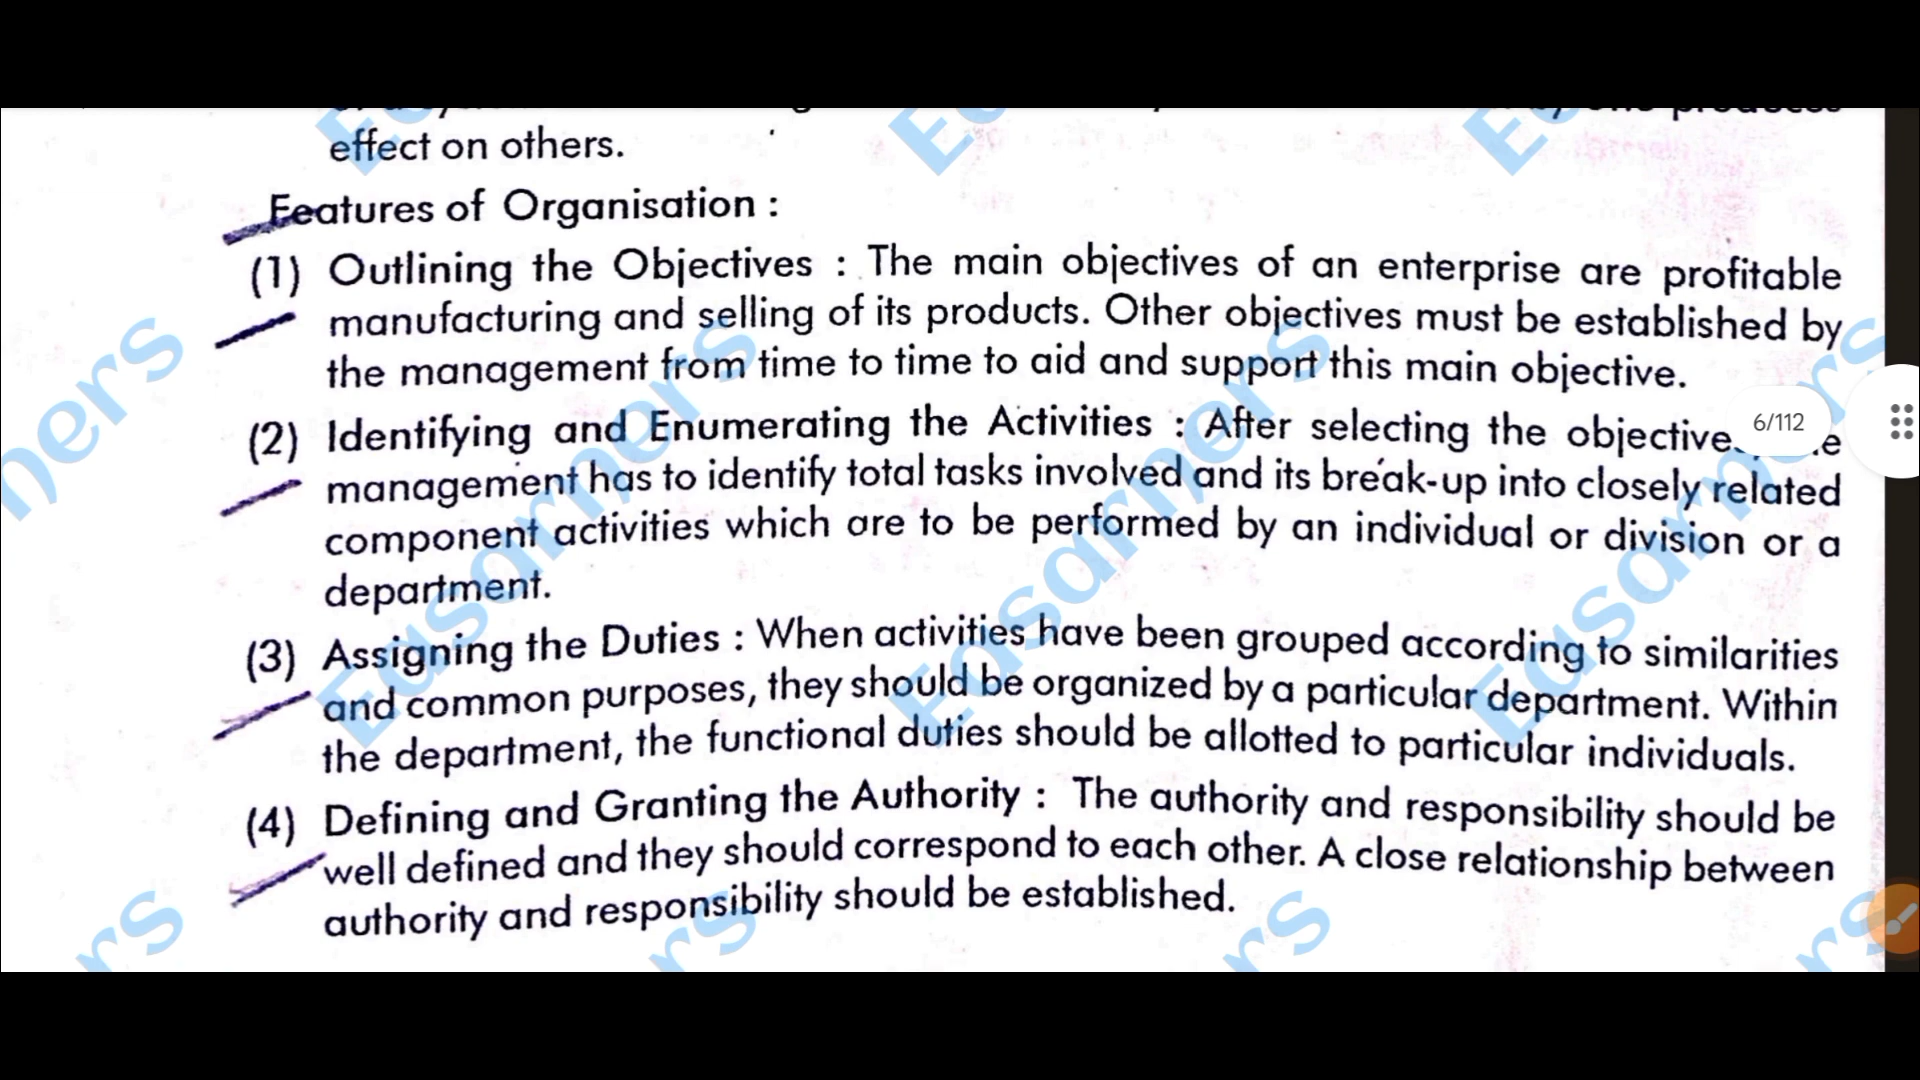 effect on others.
Features of Organisation :
(1) Outlining the Objectives : The main objectives of an enterprise are profitable
manufacturing and selling of its products. Other objectives must be established by
the management from time to time to aid and support this main objective.
(2) Identifying and Enumerating the Activities : After selecting the
6/112
management has to identify total tasks involved and its break-up into closely related
component activities which are to be performed by an individual or division or a
department.
(3) Assigning the Duties : When activities have been grouped according to similarities
and common purposes, they should be organized by a particular department. Within
the department, the functional duties should be allotted to particular individuals.
(4) Defining and Granting the Authority : The authority and responsibility should be
well defined and they should correspond to each other. A close relationship between
authority and responsibility should be established.
Easarners
Easarners
Easarners